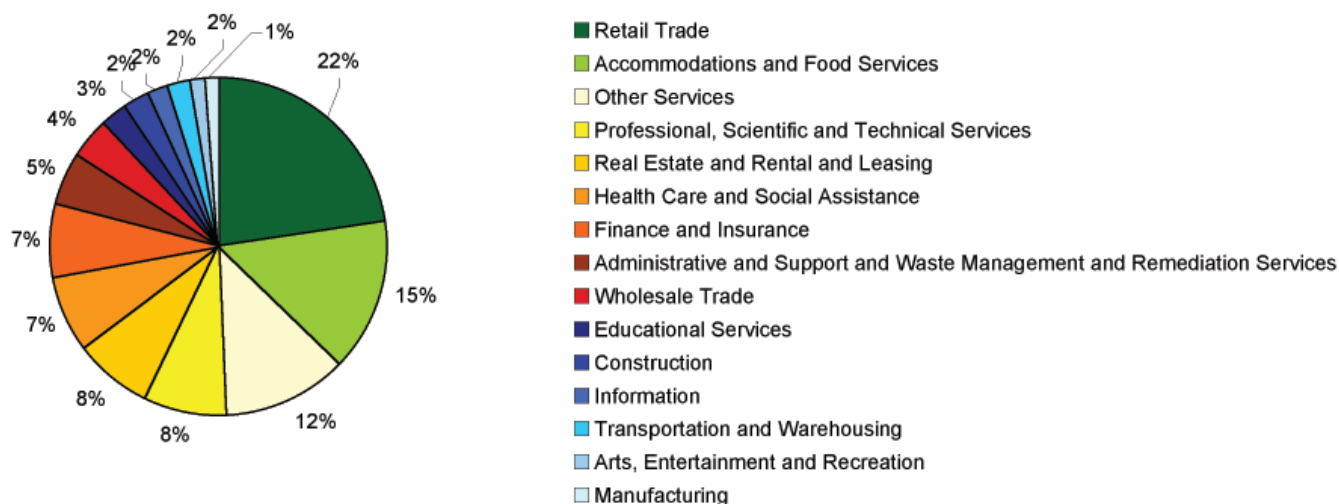 2%
2%
1%
2%
2%
22%
3%
4%
5%
7%
7%
8%
8%
12%
15%
Retail Trade
Accommodations and Food Services
Other Services
Professional, Scientific and Technical Services
Real Estate and Rental and Leasing
Health Care and Social Assistance
Finance and Insurance
Administrative and Support and Waste Management and Remediation Services
Wholesale Trade
Educational Services
Construction
Information
Transportation and Warehousing
Arts, Entertainment and Recreation
Manufacturing